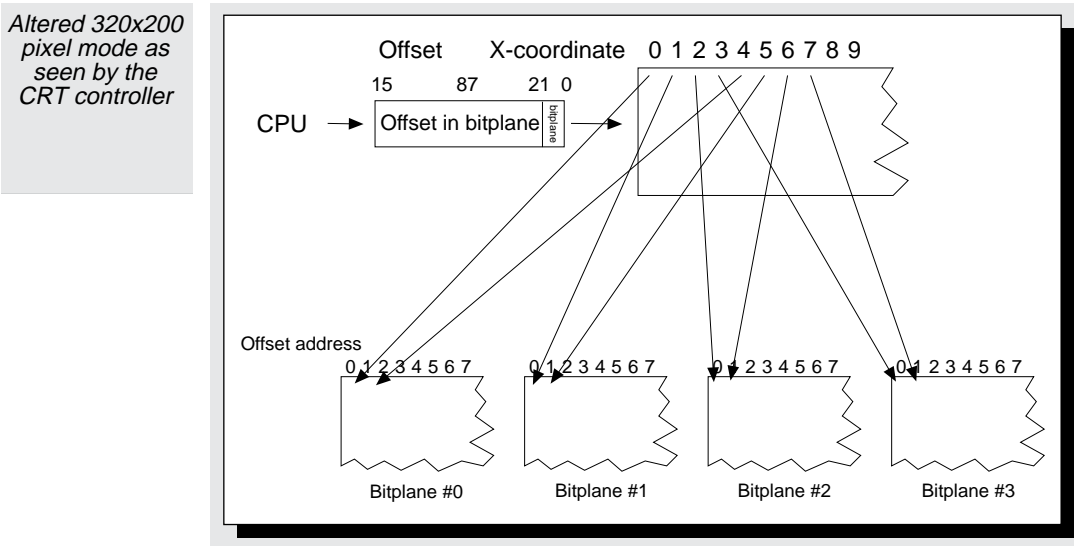 Altered 320x200
pixel mode as
seen by the
CRT controller
Offset X-coordinate 0 1 2 3 4 5 6 7 8 9
15 87 21 0
CPU Offset in bitplane bitplane
Offset address
0 1 2 3 4 5 6 7 0 1 2 3 4 5 6 7 0 1 2 3 4 5 6 7 0 1 2 3 4 5 6 7
Bitplane #0 Bitplane #1 Bitplane #2 Bitplane #3